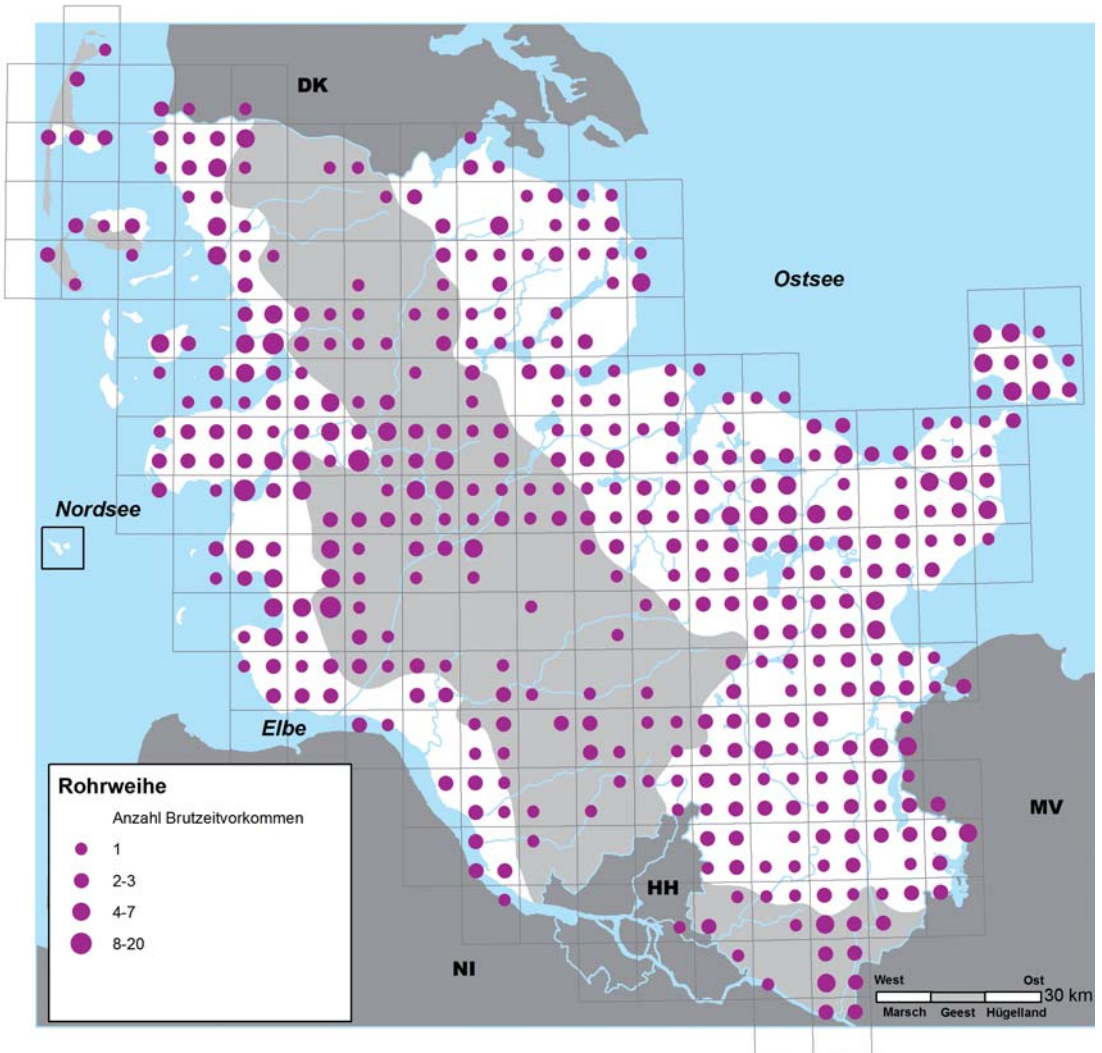 DK
Ostsee
Nordsee
Elbe
Rohrweihe
Anzahl Brutzeitvorkommen
1
2-3
4-7
8-20
MV
HH
NI
West Ost
30 km
Marsch Geest Hügelland